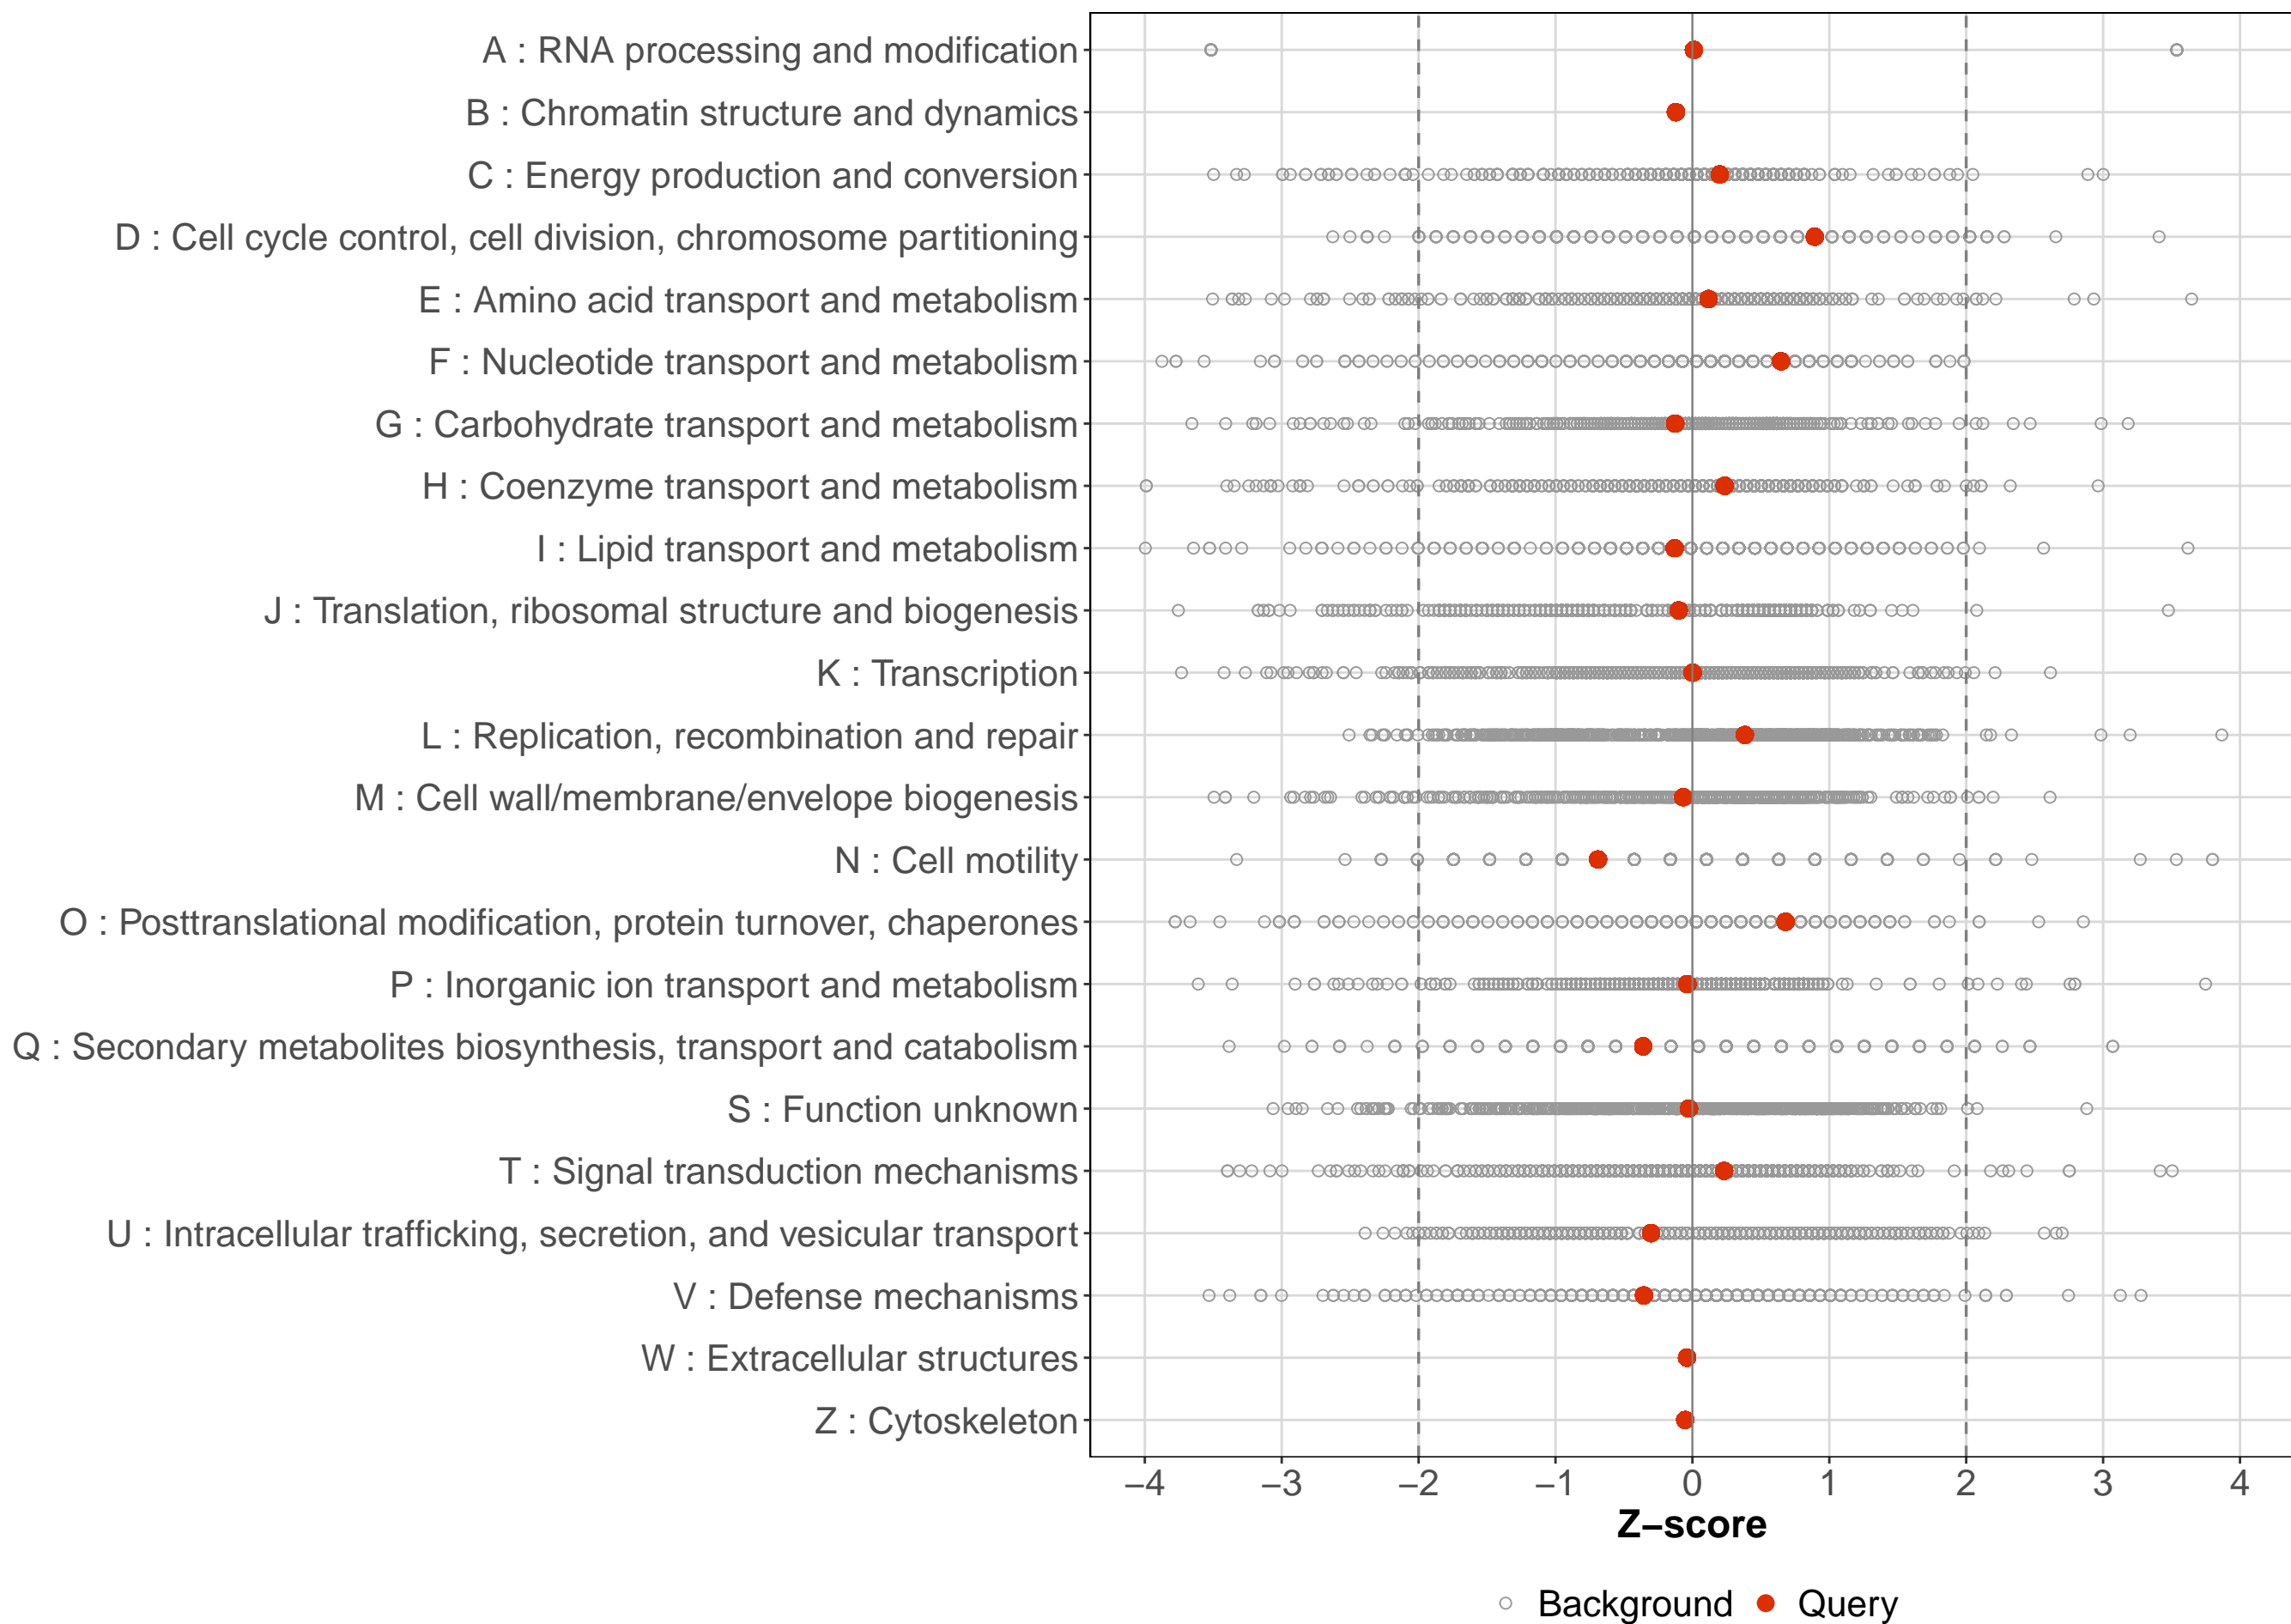 A : RNA processing and modification
B : Chromatin structure and dynamics
C : Energy production and conversion
D : Cell cycle control, cell division, chromosome partitioning
E : Amino acid transport and metabolism
F : Nucleotide transport and metabolism
G : Carbohydrate transport and metabolism
H : Coenzyme transport and metabolism
I : Lipid transport and metabolism
J : Translation, ribosomal structure and biogenesis
K : Transcription
L : Replication, recombination and repair
M : Cell wall/membrane/envelope biogenesis
N : Cell motility
O : Posttranslational modification, protein turnover, chaperones
P : Inorganic ion transport and metabolism
Q : Secondary metabolites biosynthesis, transport and catabolism
S : Function unknown
T : Signal transduction mechanisms
U : Intracellular trafficking, secretion, and vesicular transport
V : Defense mechanisms
W : Extracellular structures
Z : Cytoskeleton
−4 −3 −2 −1 0 1 2 3 4
Z−score
Background Query